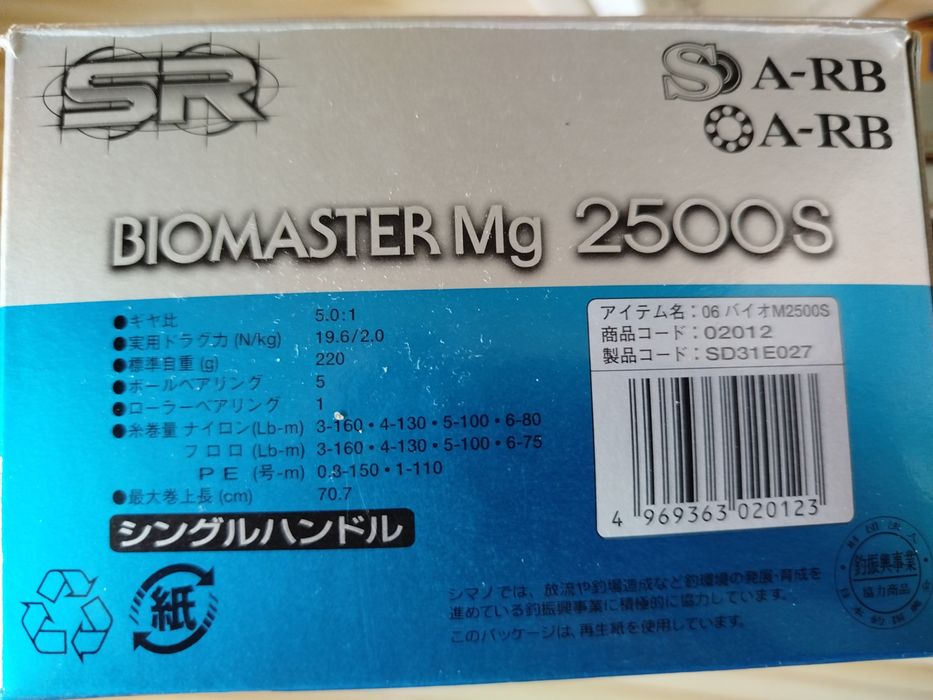 SR
S A-RB
A-RB
BIOMASTER Mg 2500S
●ギヤ比 5.0:1
●実用ドラグ力 (N/kg) 19.6/2.0
●標準自重 (g) 220
●ボールベアリング 5
●ローラーベアリング 1
●糸巻量 ナイロン(Lb-m) 3-160・4-130・5-100・6-80
フロロ (Lb-m) 3-160・4-130・5-100・6-75
PE (号-m) 0.8-150・1-110
●最大巻上長 (cm) 70.7
シングルハンドル
アイテム名：06 バイオM2500S
商品コード：02012
製品コード：SD31E027
4 969363 020123
紙
シマノでは、放流や釣場造成など釣環境の発展・育成を
進めている釣振興事業に積極的に協力しています。
このパッケージは、再生紙を使用しています。
財団法人
釣振興事業
協力商品